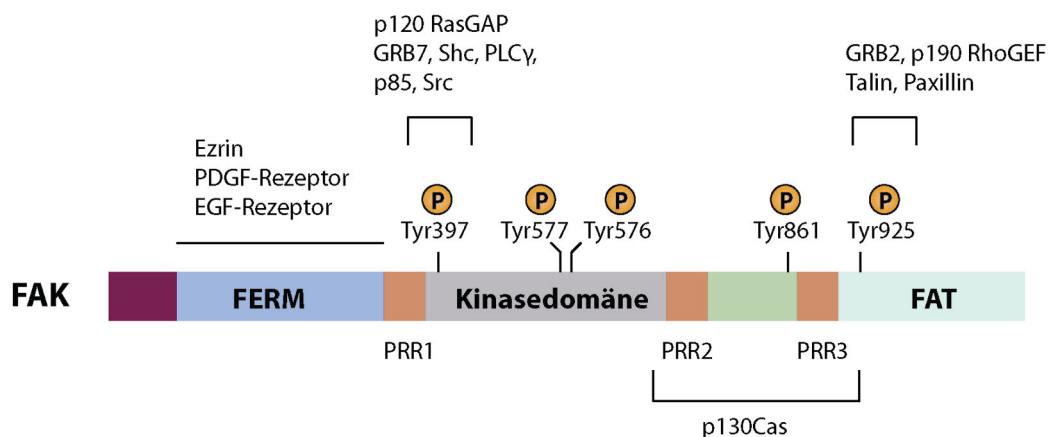 p120 RasGAP
GRB7, Shc, PLCγ,
p85, Src
GRB2, p190 RhoGEF
Talin, Paxillin
Ezrin
PDGF-Rezeptor
EGF-Rezeptor
P P P P P
Tyr397 Tyr577 Tyr576 Tyr861 Tyr925
FAK FERM Kinasedomäne FAT
PRR1 PRR2 PRR3
p130Cas